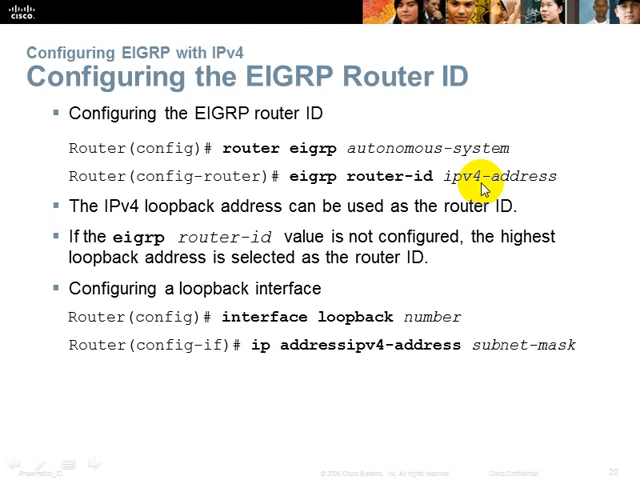 CISCO
Configuring EIGRP with IPv4
Configuring the EIGRP Router ID
Configuring the EIGRP router ID
Router(config)# router eigrp autonomous-system
Router(config-router)# eigrp router-id ipv4-address
The IPv4 loopback address can be used as the router ID.
If the eigrp router-id value is not configured, the highest
loopback address is selected as the router ID.
Configuring a loopback interface
Router(config)# interface loopback number
Router(config-if)# ip addressipv4-address subnet-mask
Presentation_ID
Cisco Systems, Inc. All rights reserved.
Cisco Confidential